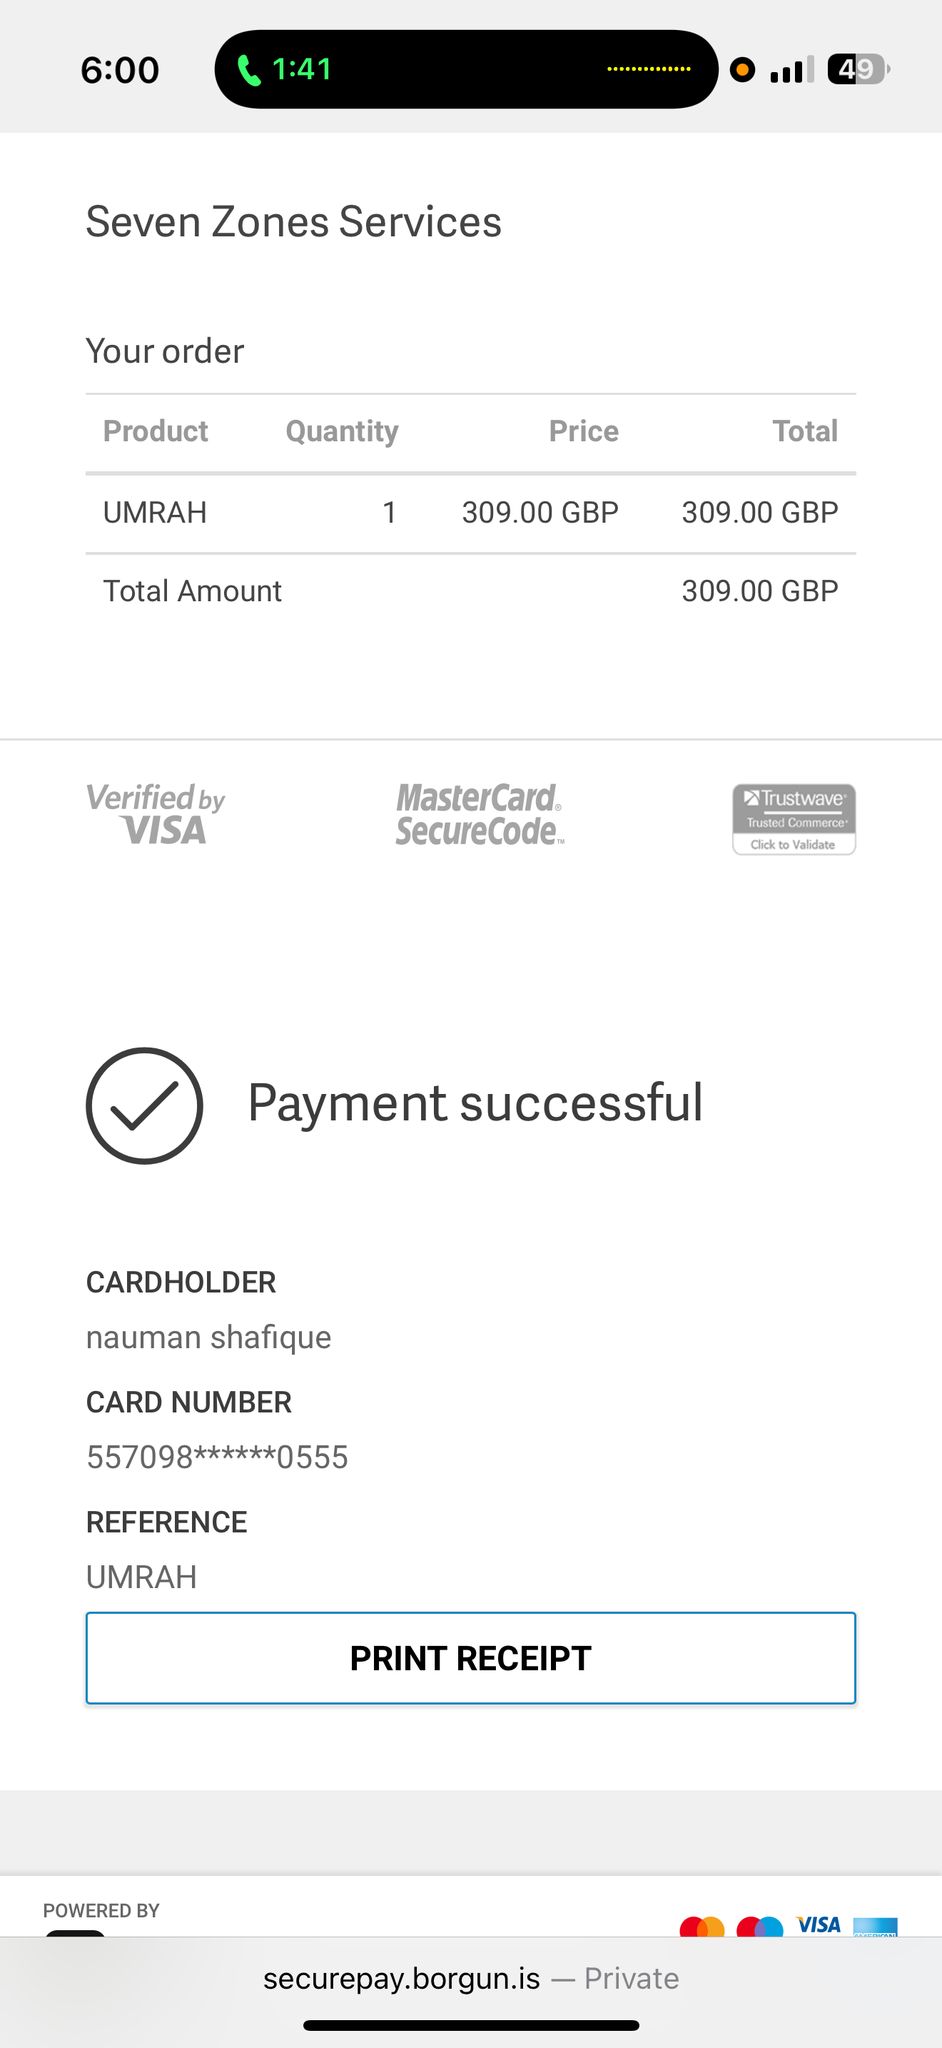 6:00 1:41 49
Seven Zones Services
Your order
Product Quantity Price Total
UMRAH 1 309.00 GBP 309.00 GBP
Total Amount 309.00 GBP
Verified by
VISA
MasterCard®
SecureCode™
Trustwave®
Trusted Commerce®
Click to Validate
Payment successful
CARDHOLDER
nauman shafique
CARD NUMBER
557098******0555
REFERENCE
UMRAH
PRINT RECEIPT
POWERED BY
VISA AMERICAN
securepay.borgun.is — Private